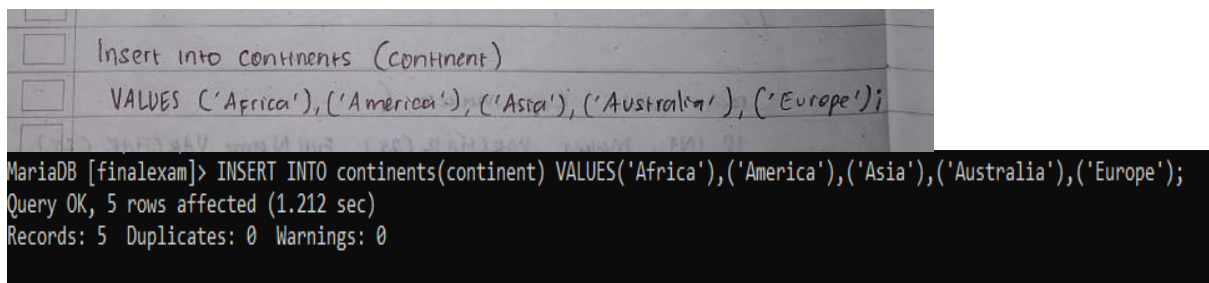 Insert into continents (continent)
VALUES ('Africa'), ('America'), ('Asia'), ('Australia'), ('Europe');
MariaDB [finalexam]> INSERT INTO continents(continent) VALUES('Africa'),('America'),('Asia'),('Australia'),('Europe');
Query OK, 5 rows affected (1.212 sec)
Records: 5  Duplicates: 0  Warnings: 0